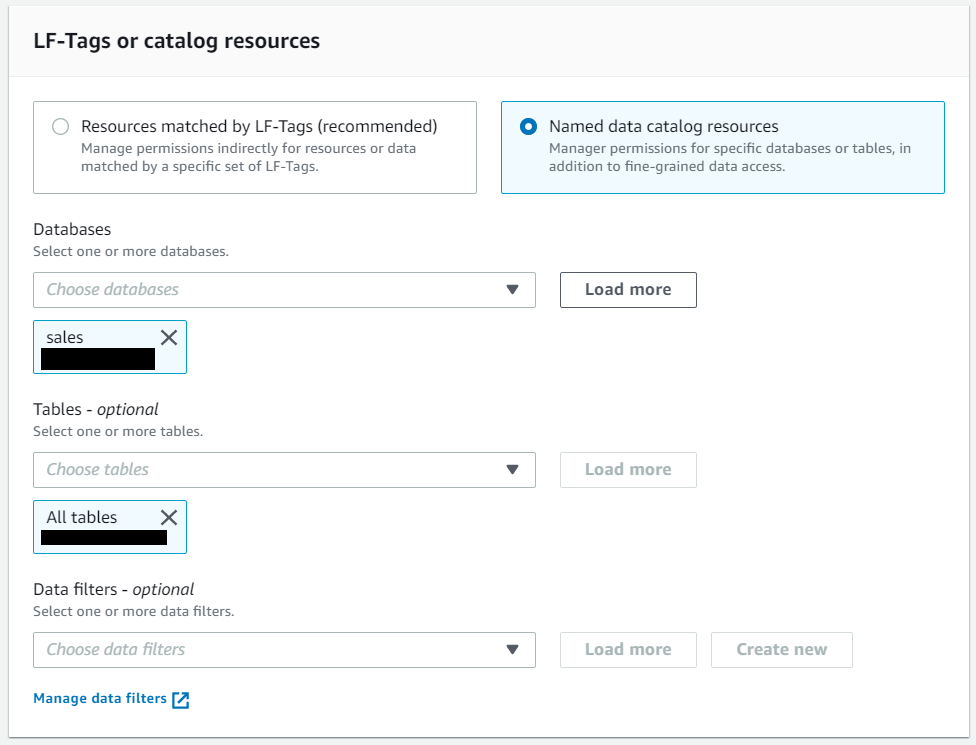 LF-Tags or catalog resources
Resources matched by LF-Tags (recommended)
Manage permissions indirectly for resources or data
matched by a specific set of LF-Tags.
Named data catalog resources
Manager permissions for specific databases or tables, in
addition to fine-grained data access.
Databases
Select one or more databases.
Choose databases
Load more
sales
Tables - optional
Select one or more tables.
Choose tables
Load more
All tables
Data filters - optional
Select one or more data filters.
Choose data filters
Load more
Create new
Manage data filters